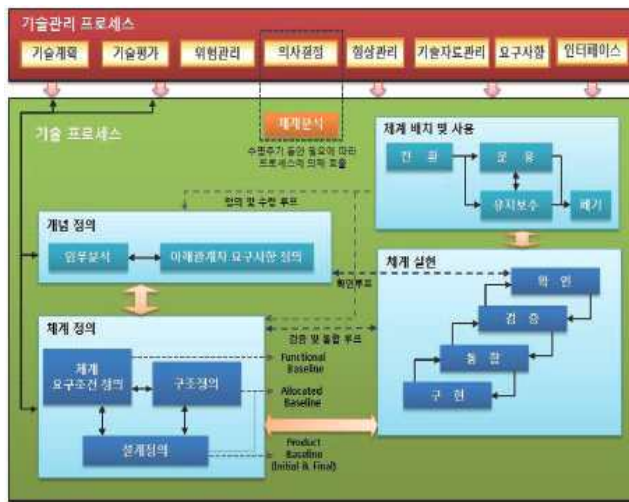 기술관리 프로세스
기술계획
기술평가
위험관리
의사결정
형상관리
기술자료관리
요구사항
인터페이스
기술 프로세스
체계분석
수명주기 동안 필요에 따라
프로세스에 의해 호출
체계 배치 및 사용
전 환
운 용
유지보수
폐기
정의 및 수명 루프
개념 정의
임무분석
이해관계자 요구사항 정의
확인루프
체계 실현
확 인
검 증
통 합
구 현
체계 정의
검증 및 통합 루프
체계
요구조건 정의
구조정의
설계정의
Functional
Baseline
Allocated
Baseline
Product
Baseline
(Initial & Final)